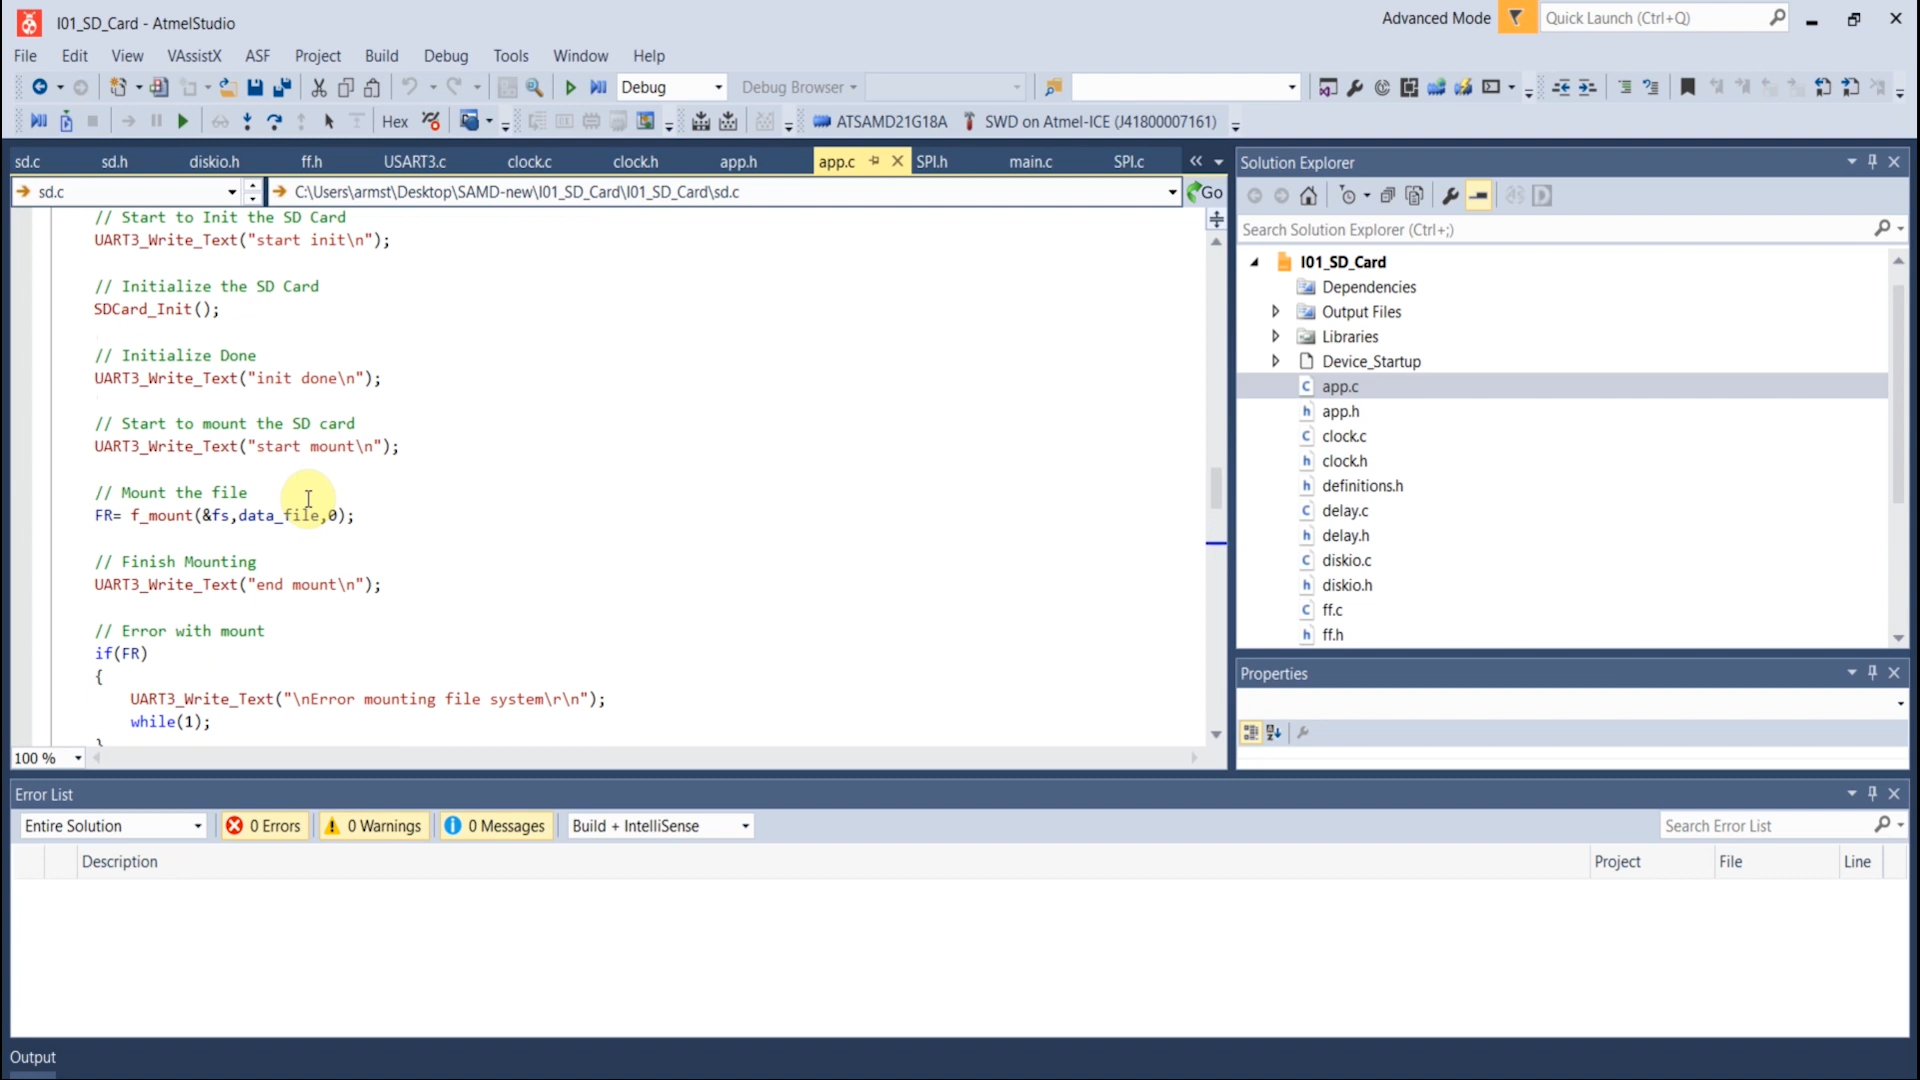 I01_SD_Card - AtmelStudio
Advanced Mode
Quick Launch (Ctrl+Q)
File Edit View VAssistX ASF Project Build Debug Tools Window Help
Debug
Debug Browser
Hex
ATSAMD21G18A
SWD on Atmel-ICE (J41800007161)
sd.c sd.h diskio.h ff.h USART3.c clock.c clock.h app.h app.c SPI.h main.c SPI.c
sd.c
C:\Users\armst\Desktop\SAMD-new\I01_SD_Card\I01_SD_Card\sd.c
Go
// Start to Init the SD Card
UART3_Write_Text("start init\n");
// Initialize the SD Card
SDCard_Init();
// Initialize Done
UART3_Write_Text("init done\n");
// Start to mount the SD card
UART3_Write_Text("start mount\n");
// Mount the file
FR= f_mount(&fs,data_file,0);
// Finish Mounting
UART3_Write_Text("end mount\n");
// Error with mount
if(FR)
{
UART3_Write_Text("\nError mounting file system\r\n");
while(1);
}
100 %
Solution Explorer
Search Solution Explorer (Ctrl+;)
I01_SD_Card
Dependencies
Output Files
Libraries
Device_Startup
app.c
app.h
clock.c
clock.h
definitions.h
delay.c
delay.h
diskio.c
diskio.h
ff.c
ff.h
Properties
Error List
Entire Solution
0 Errors
0 Warnings
0 Messages
Build + IntelliSense
Search Error List
Description Project File Line
Output